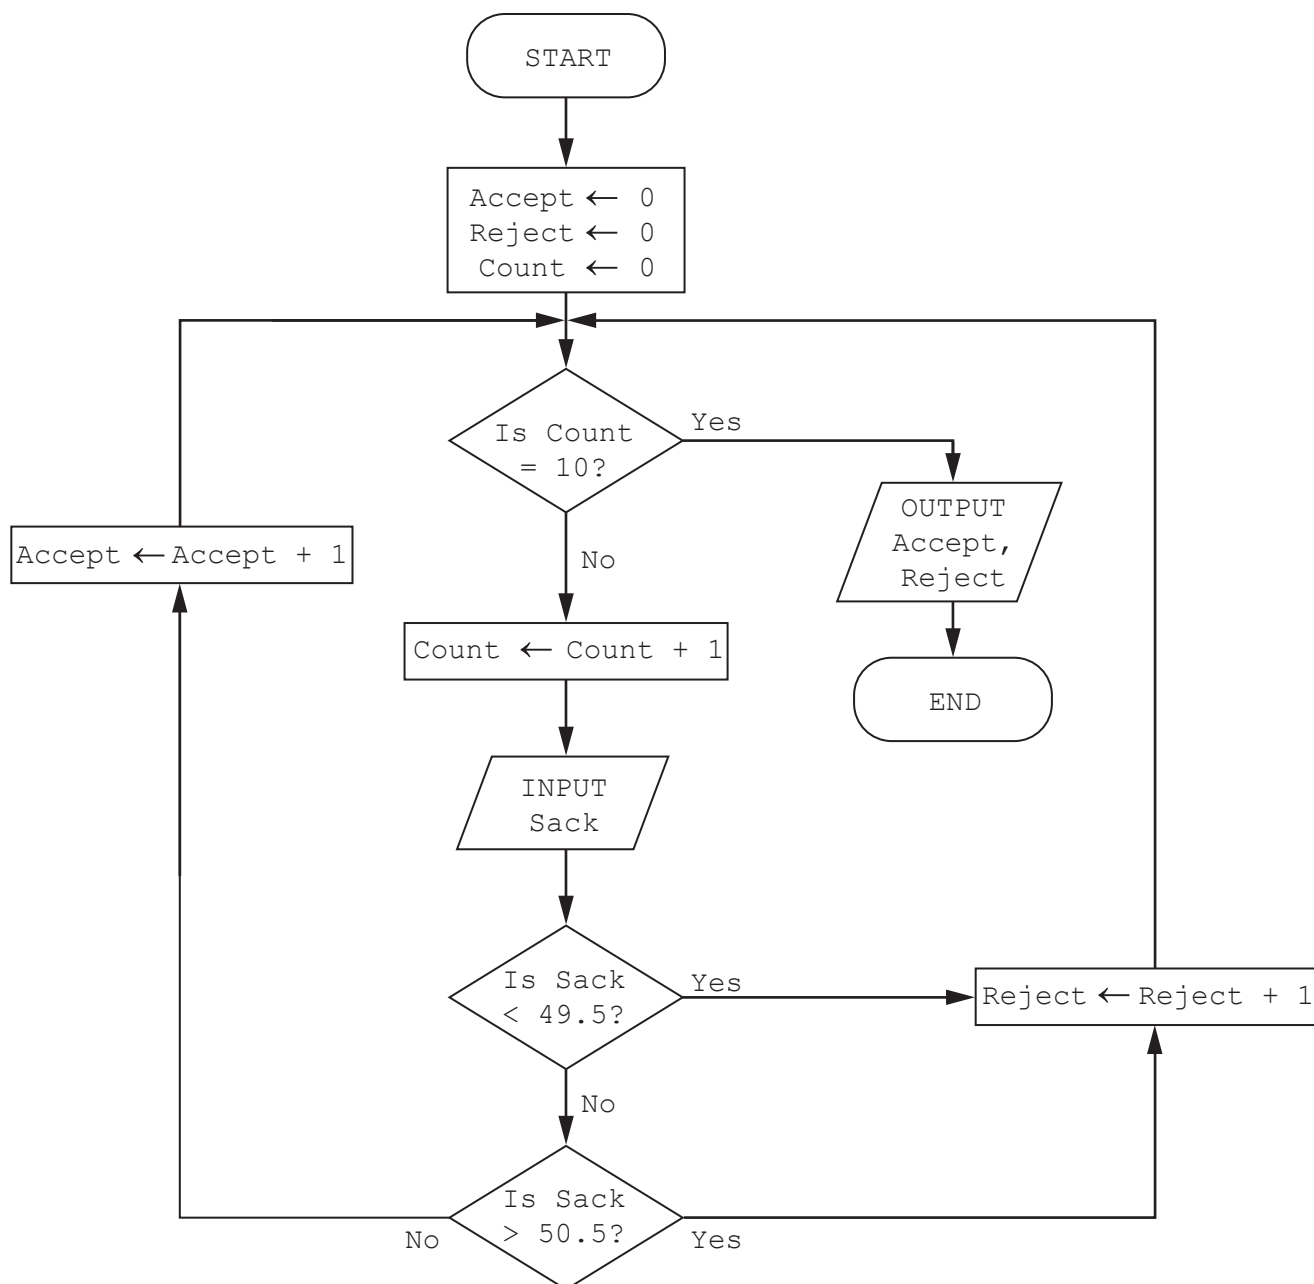 START
Accept ← 0
Reject ← 0
Count ← 0
Is Count
= 10?
Yes
No
OUTPUT
Accept,
Reject
END
Accept ← Accept + 1
Count ← Count + 1
INPUT
Sack
Is Sack
< 49.5?
Yes
No
Reject ← Reject + 1
Is Sack
> 50.5?
No
Yes